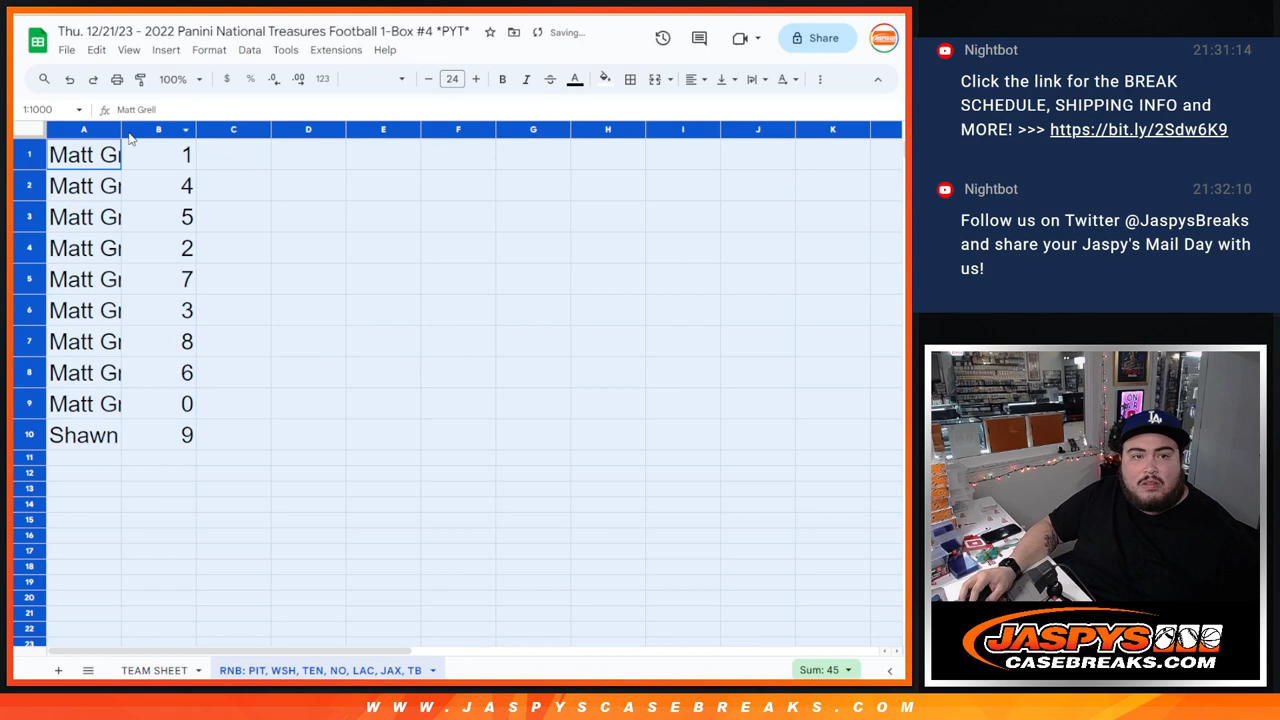 Thu. 12/21/23 - 2022 Panini National Treasures Football 1-Box #4 *PYT*
Saving...
File Edit View Insert Format Data Tools Extensions Help
Share
100% $ % .0 .00 123 24 B I A
1:1000 fx Matt Grell
A B C D E F G H I J K
1 Matt Gr 1
2 Matt Gr 4
3 Matt Gr 5
4 Matt Gr 2
5 Matt Gr 7
6 Matt Gr 3
7 Matt Gr 8
8 Matt Gr 6
9 Matt Gr 0
10 Shawn 9
11
12
13
14
15
16
17
18
19
20
21
22
23
TEAM SHEET
RNB: PIT, WSH, TEN, NO, LAC, JAX, TB
Sum: 45
Nightbot 21:31:14
Click the link for the BREAK
SCHEDULE, SHIPPING INFO and
MORE! >>> https://bit.ly/2Sdw6K9
Nightbot 21:32:10
Follow us on Twitter @JaspysBreaks
and share your Jaspy's Mail Day with
us!
ON
LA
JASPYS
CASEBREAKS.COM
WWW.JASPYSCASEBREAKS.COM